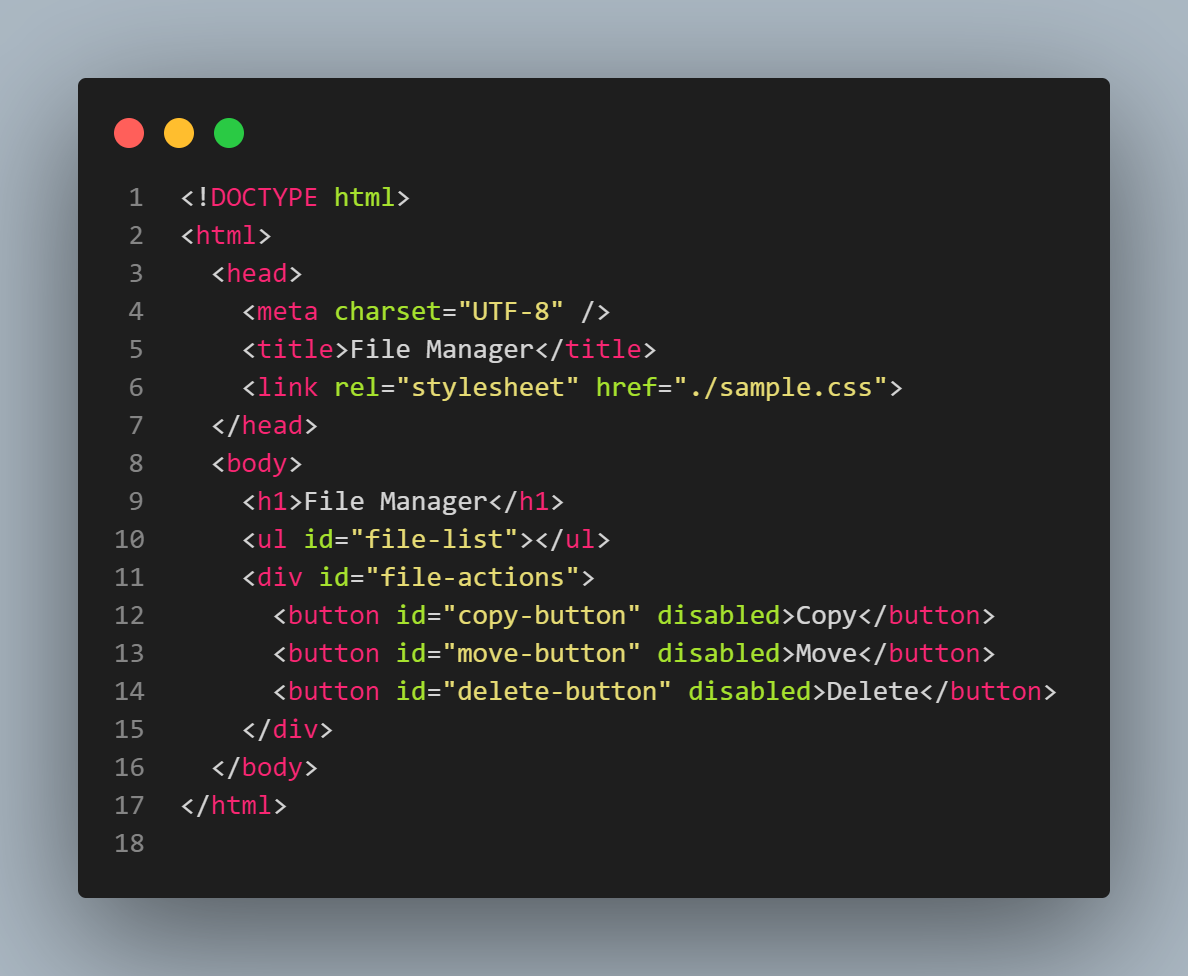 1 <!DOCTYPE html>
2 <html>
3   <head>
4     <meta charset="UTF-8" />
5     <title>File Manager</title>
6     <link rel="stylesheet" href="./sample.css">
7   </head>
8   <body>
9     <h1>File Manager</h1>
10     <ul id="file-list"></ul>
11     <div id="file-actions">
12       <button id="copy-button" disabled>Copy</button>
13       <button id="move-button" disabled>Move</button>
14       <button id="delete-button" disabled>Delete</button>
15     </div>
16   </body>
17 </html>
18